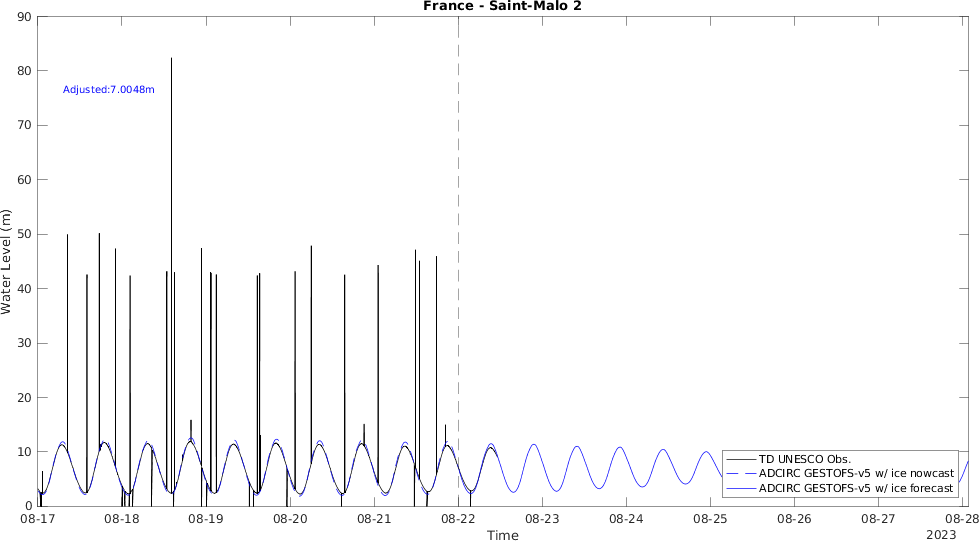 France - Saint-Malo 2
90
80
70
60
50
40
30
20
10
0
Water Level (m)
Adjusted:7.0048m
TD UNESCO Obs.
ADCIRC GESTOFS-v5 w/ ice nowcast
ADCIRC GESTOFS-v5 w/ ice forecast
08-17 08-18 08-19 08-20 08-21 08-22 08-23 08-24 08-25 08-26 08-27 08-28
Time
2023